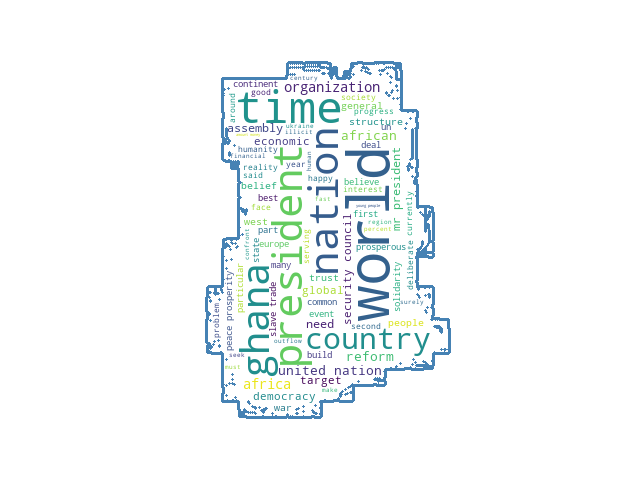 century
continent
organization
good
time
society
general
around
progress
structure
assembly
ukraine
illicit
un
african
economic
deal
humanity
financial
human
nation
world
president
mr president
reality
year
said
happy
believe
belief
interest
fast
best
face
young people
first
region
west
percent
part
serving
security council
deliberate currently
state
europe
confront
prosperous
many
trust
solidarity
particular
peace prosperity
ghana
slave trade
global
common
surely
problem
event
need
second
people
country
outflow
seek
build
reform
must
united nation
africa
target
make
democracy
war